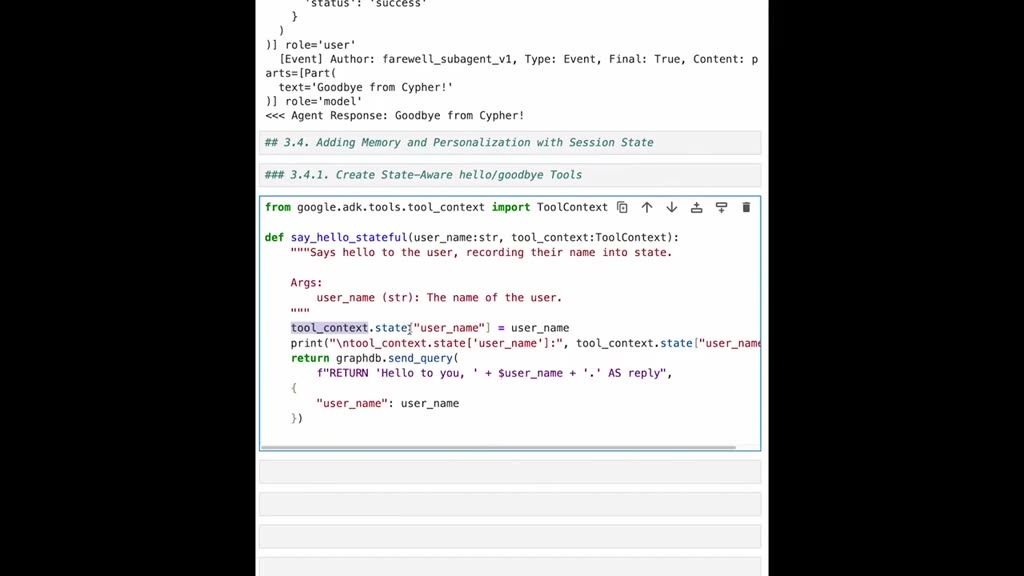 'status': 'success'
}
)
)] role='user'
[Event] Author: farewell_subagent_v1, Type: Event, Final: True, Content: p
arts=[Part(
text='Goodbye from Cypher!'
)] role='model'
<<< Agent Response: Goodbye from Cypher!
## 3.4. Adding Memory and Personalization with Session State
### 3.4.1. Create State-Aware hello/goodbye Tools
from google.adk.tools.tool_context import ToolContext
def say_hello_stateful(user_name:str, tool_context:ToolContext):
"""Says hello to the user, recording their name into state.
Args:
user_name (str): The name of the user.
"""
tool_context.state["user_name"] = user_name
print("\ntool_context.state['user_name']:", tool_context.state["user_name
return graphdb.send_query(
f"RETURN 'Hello to you, ' + $user_name + '.' AS reply",
{
"user_name": user_name
})